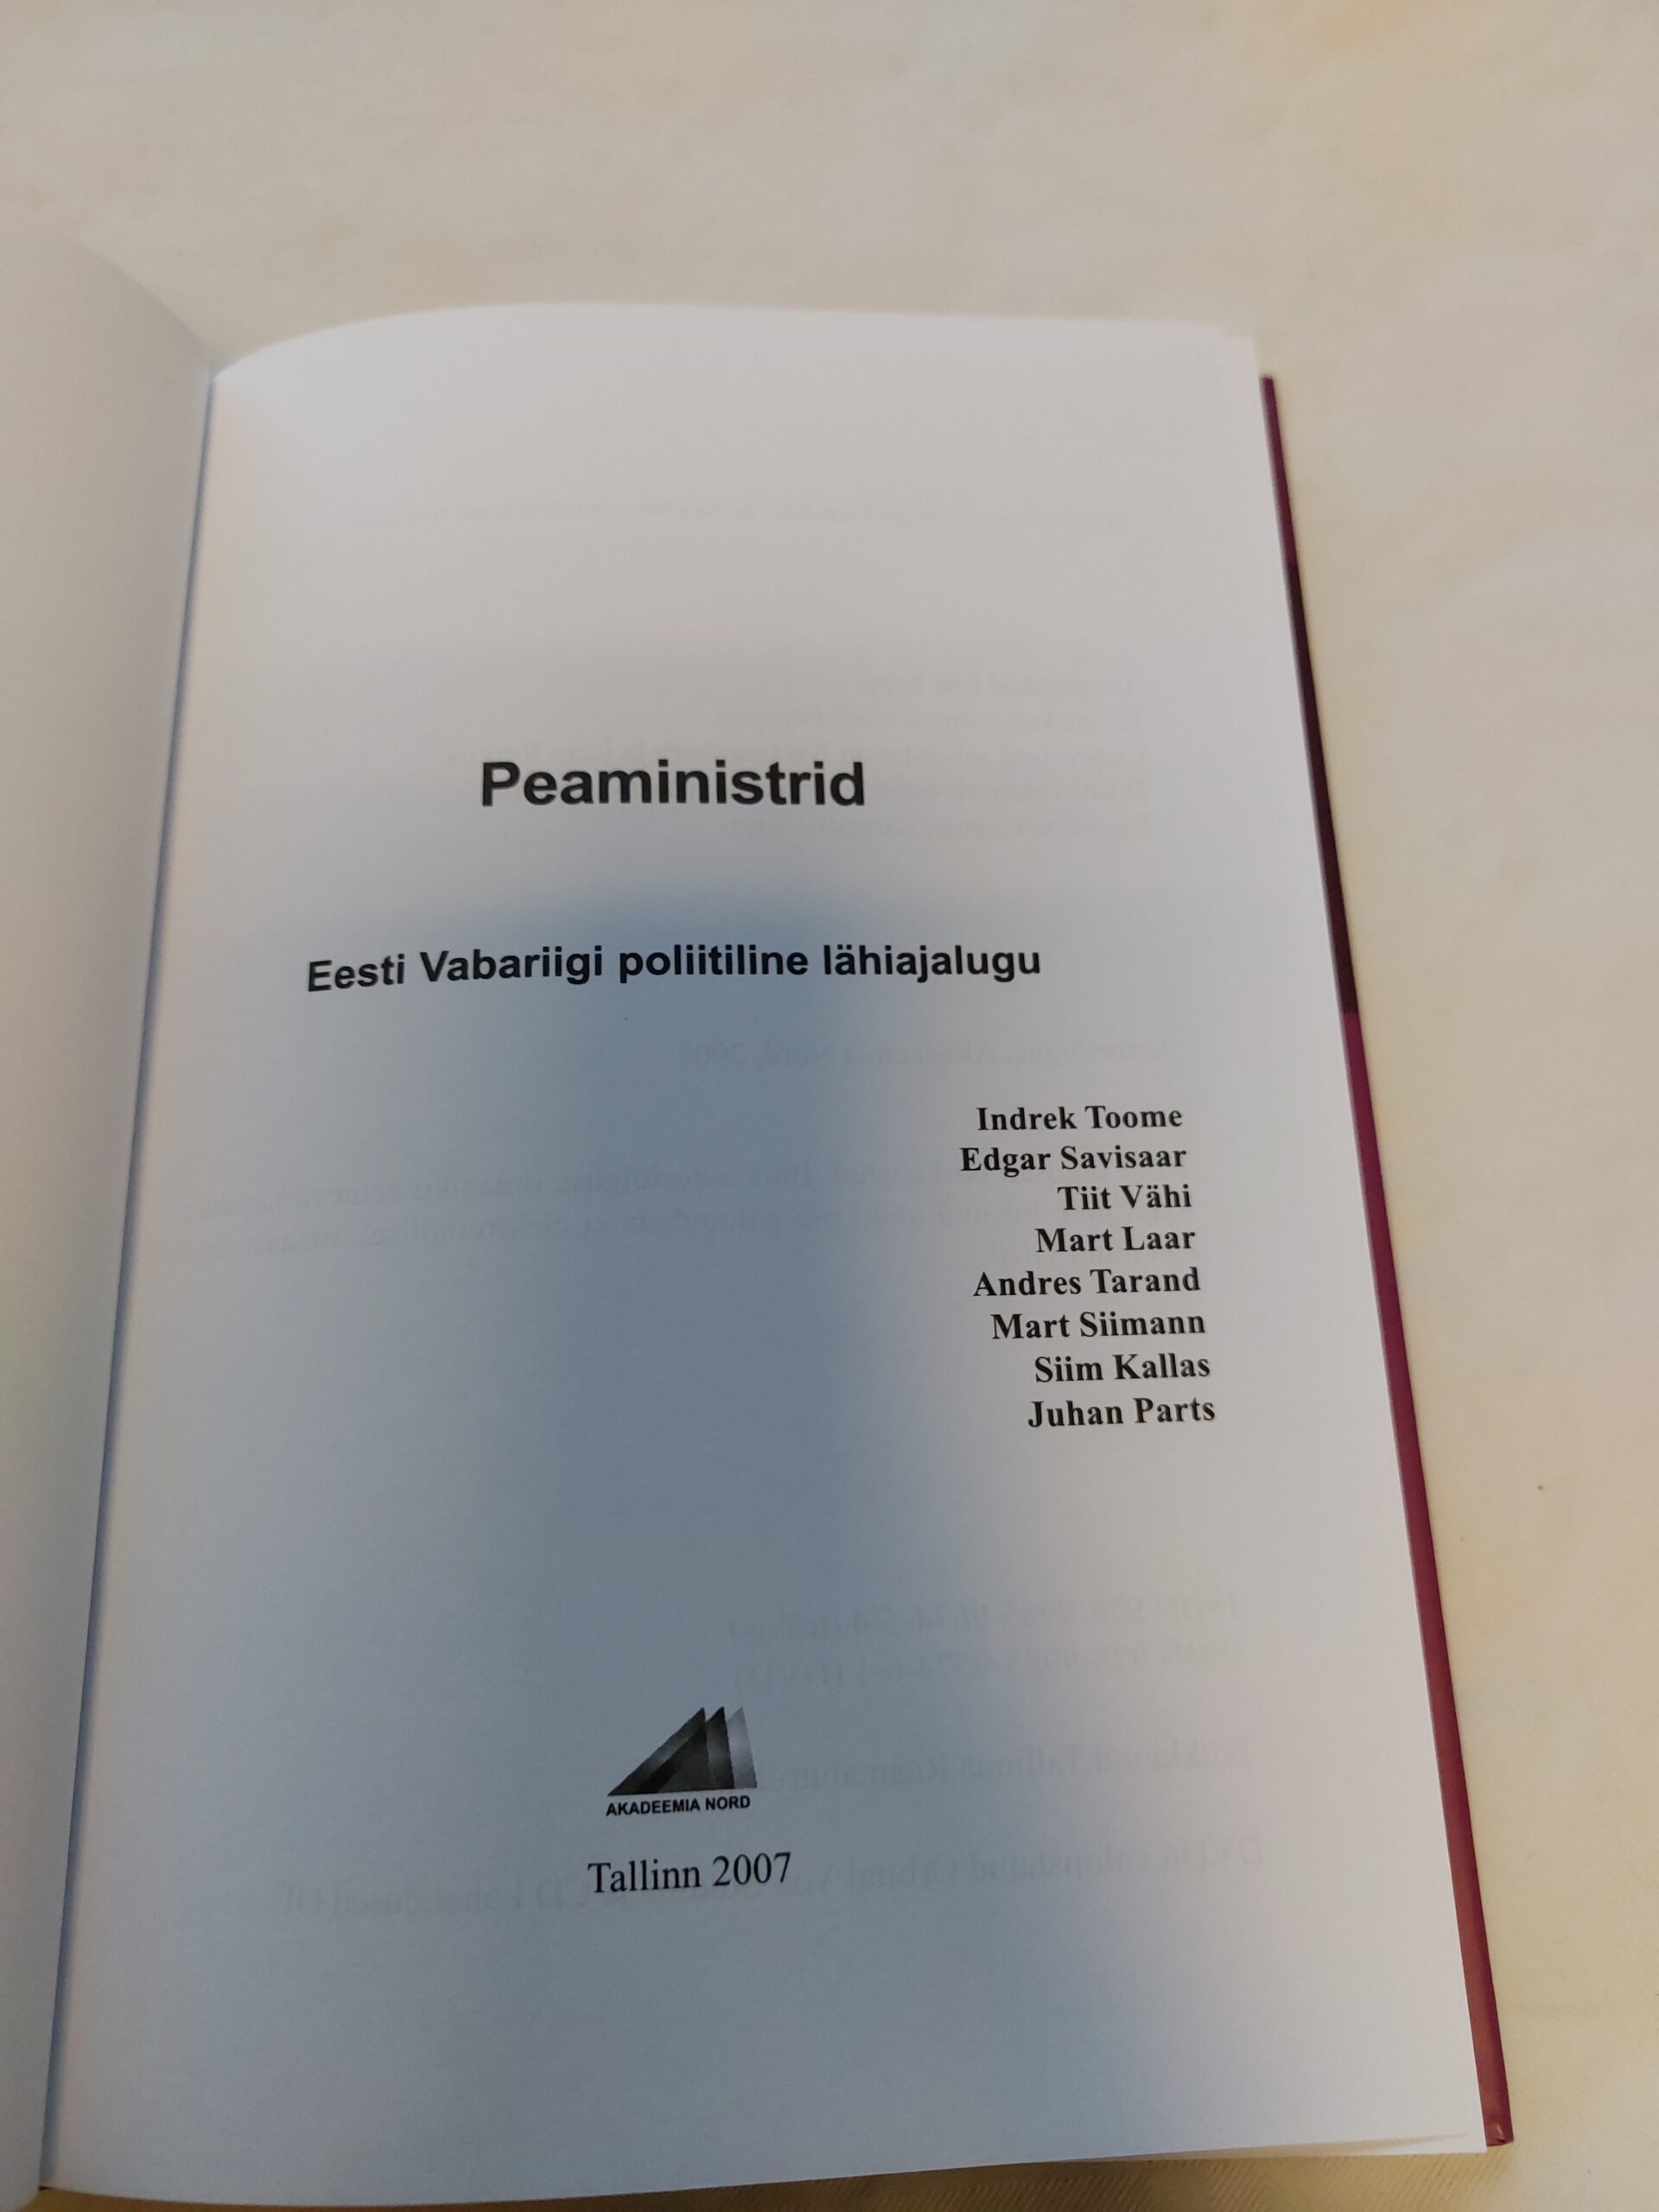 Peaministrid
Eesti Vabariigi poliitiline lähiajalugu
Indrek Toome
Edgar Savisaar
Tiit Vähi
Mart Laar
Andres Tarand
Mart Siimann
Siim Kallas
Juhan Parts
AKADEEMIA NORD
Tallinn 2007